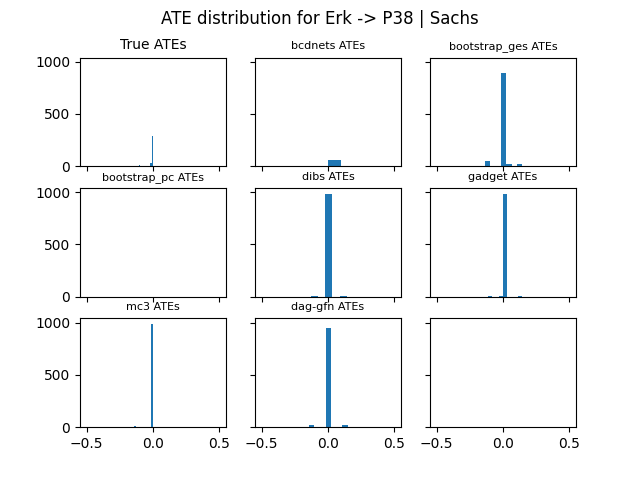 ATE distribution for Erk -> P38 | Sachs
True ATEs
bcdnets ATEs
bootstrap_ges ATEs
1000
500
0
bootstrap_pc ATEs
dibs ATEs
gadget ATEs
1000
500
0
mc3 ATEs
dag-gfn ATEs
1000
500
0
−0.5 0.0 0.5
−0.5 0.0 0.5
−0.5 0.0 0.5